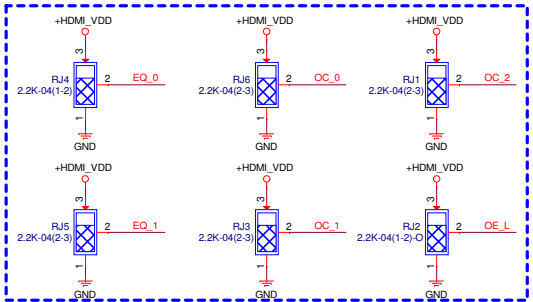 +HDMI_VDD +HDMI_VDD +HDMI_VDD
3 3 3
RJ4 2 EQ_0 RJ6 2 OC_0 RJ1 2 OC_2
2.2K-04(1-2) 2.2K-04(2-3) 2.2K-04(2-3)
1 1 1
GND GND GND
+HDMI_VDD +HDMI_VDD +HDMI_VDD
3 3 3
RJ5 2 EQ_1 RJ3 2 OC_1 RJ2 2 OE_L
2.2K-04(2-3) 2.2K-04(2-3) 2.2K-04(1-2)-O
1 1 1
GND GND GND